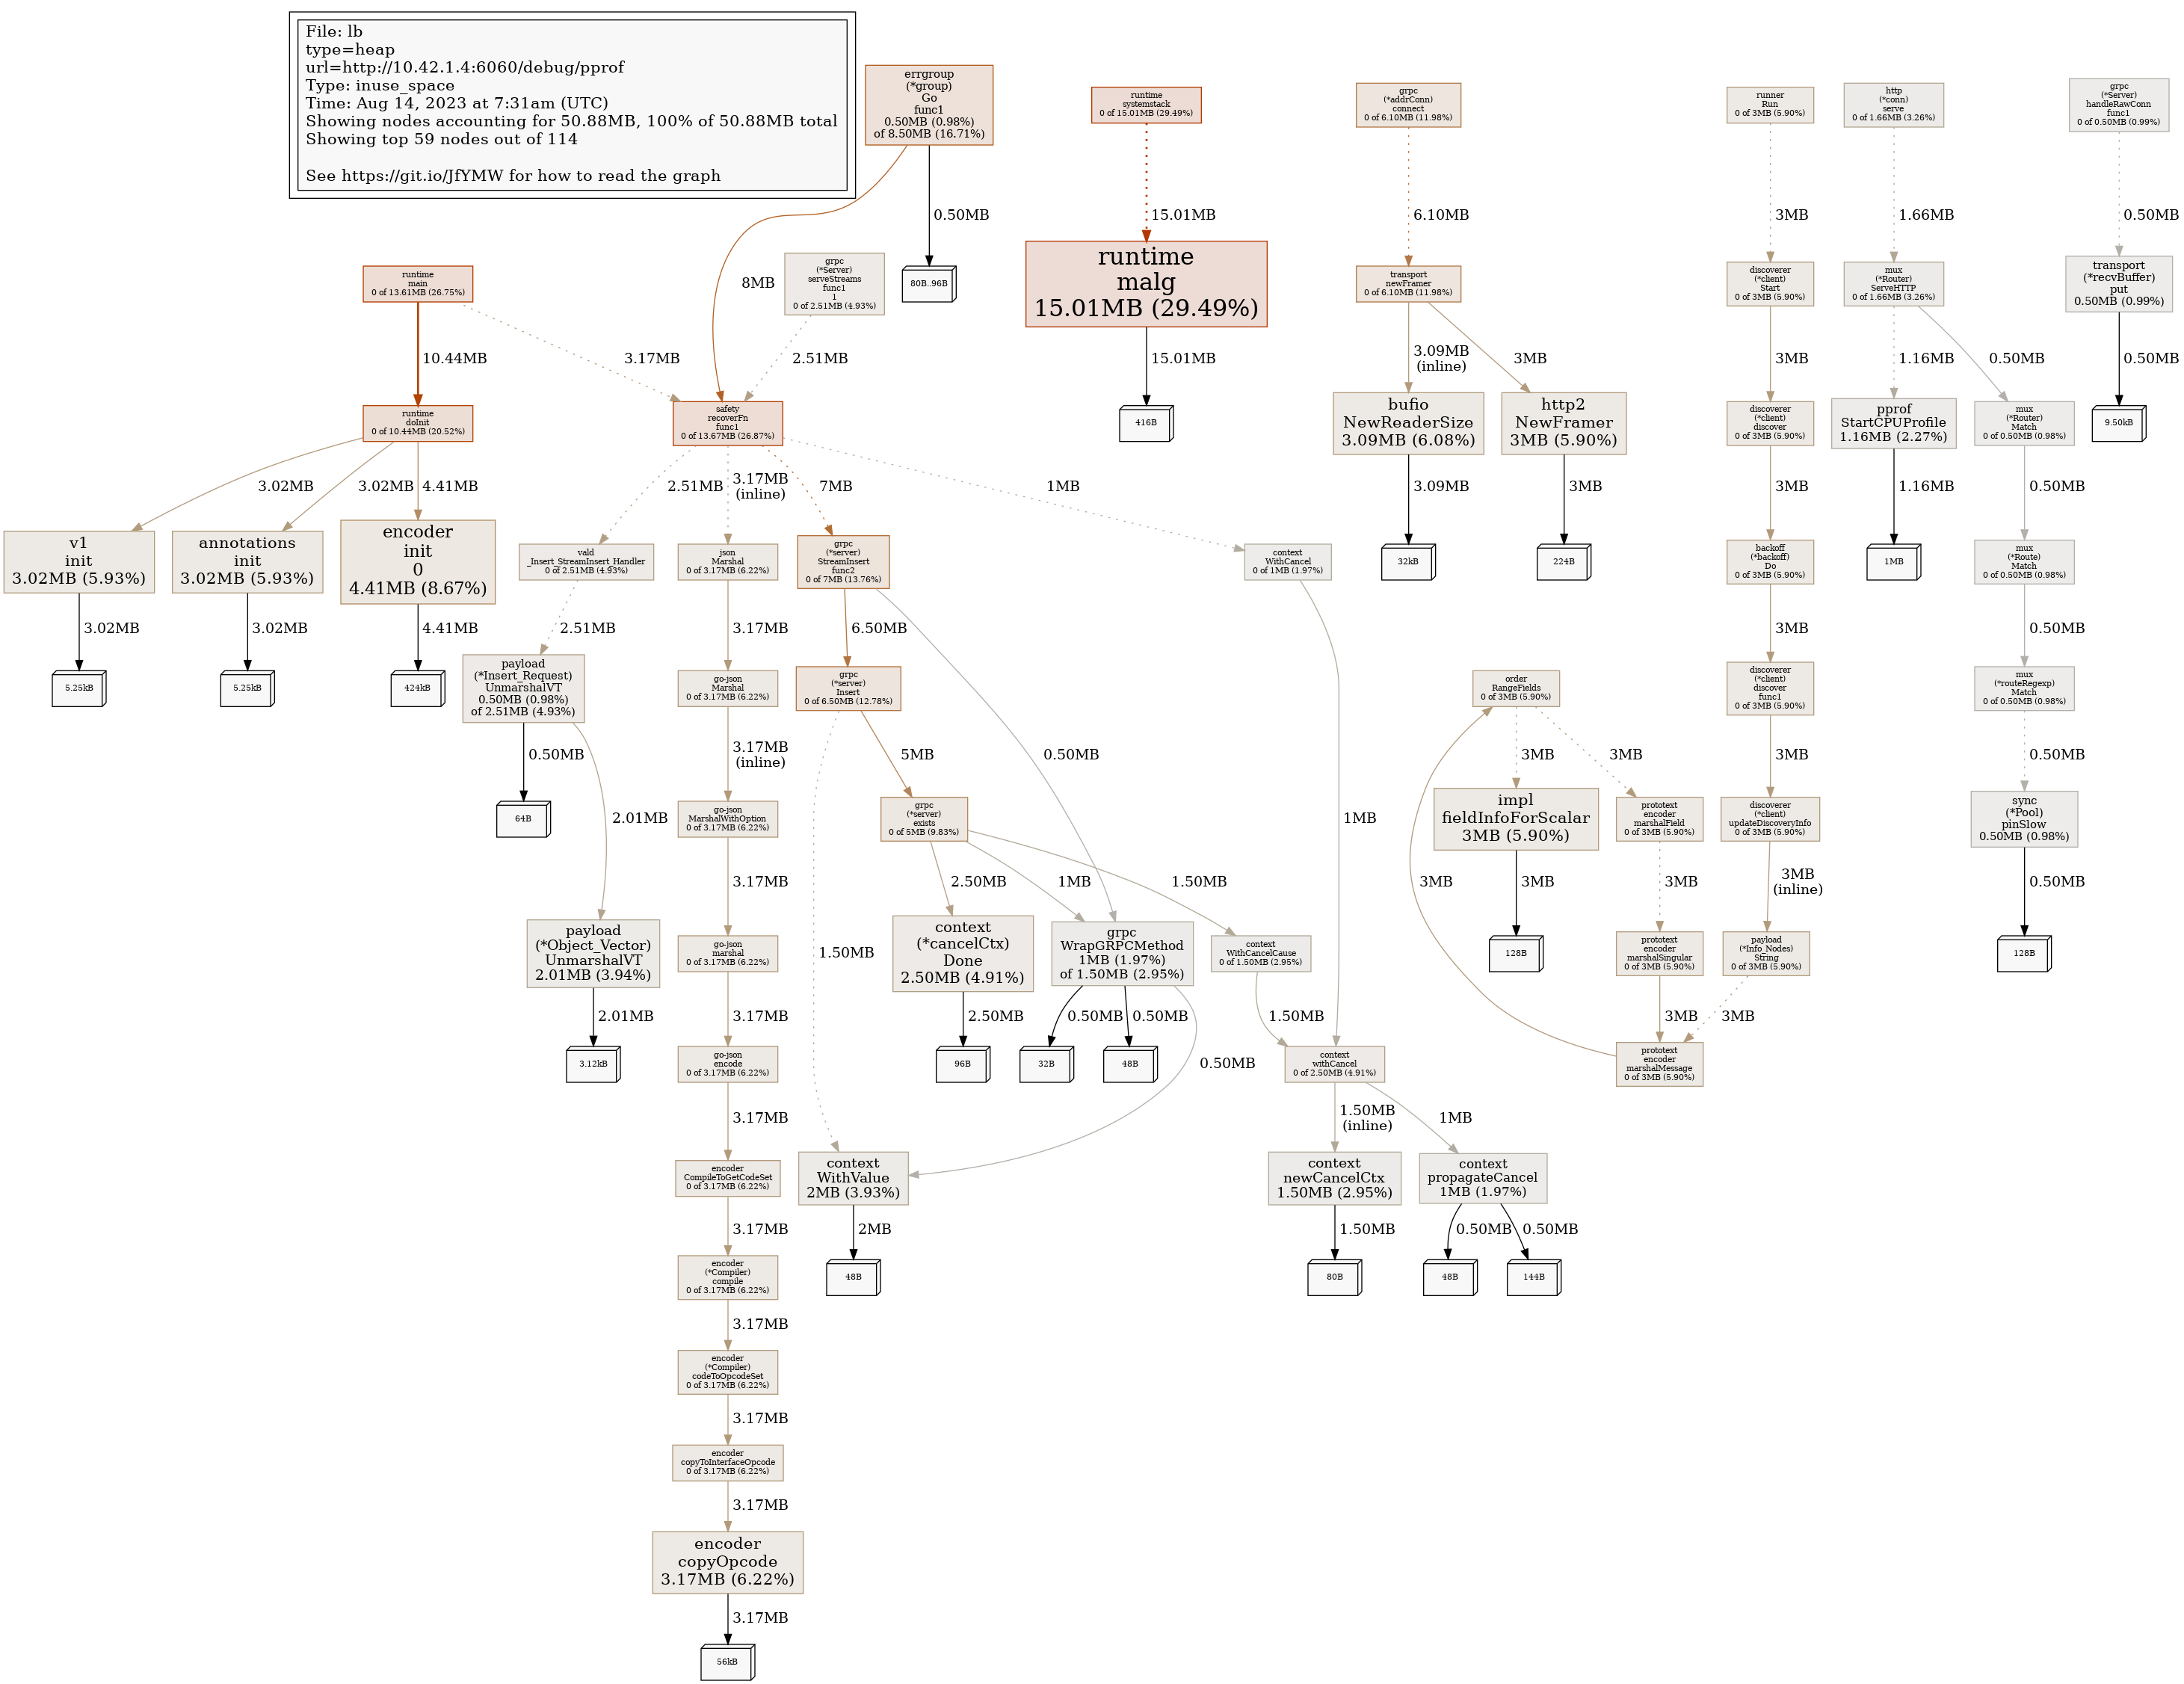 File: lb
type=heap
url=http://10.42.1.4:6060/debug/pprof
Type: inuse_space
Time: Aug 14, 2023 at 7:31am (UTC)
Showing nodes accounting for 50.88MB, 100% of 50.88MB total
Showing top 59 nodes out of 114
See https://git.io/JfYMW for how to read the graph
errgroup
(*group)
Go
func1
0.50MB (0.98%)
of 8.50MB (16.71%)
runtime
systemstack
0 of 15.01MB (29.49%)
grpc
(*addrConn)
connect
0 of 6.10MB (11.98%)
runner
Run
0 of 3MB (5.90%)
http
(*conn)
serve
0 of 1.66MB (3.26%)
grpc
(*Server)
handleRawConn
func1
0 of 0.50MB (0.99%)
8MB
0.50MB
15.01MB
6.10MB
3MB
1.66MB
0.50MB
runtime
main
0 of 13.61MB (26.75%)
grpc
(*Server)
serveStreams
func1
1
0 of 2.51MB (4.93%)
80B..96B
runtime
malg
15.01MB (29.49%)
transport
newFramer
0 of 6.10MB (11.98%)
discoverer
(*client)
Start
0 of 3MB (5.90%)
mux
(*Router)
ServeHTTP
0 of 1.66MB (3.26%)
transport
(*recvBuffer)
put
0.50MB (0.99%)
10.44MB
3.17MB
2.51MB
15.01MB
3.09MB
(inline)
3MB
3MB
1.16MB
0.50MB
0.50MB
runtime
doInit
0 of 10.44MB (20.52%)
safety
recoverFn
func1
0 of 13.67MB (26.87%)
416B
bufio
NewReaderSize
3.09MB (6.08%)
http2
NewFramer
3MB (5.90%)
discoverer
(*client)
discover
0 of 3MB (5.90%)
pprof
StartCPUProfile
1.16MB (2.27%)
mux
(*Router)
Match
0 of 0.50MB (0.98%)
9.50kB
3.02MB
3.02MB
4.41MB
2.51MB
3.17MB
(inline)
7MB
1MB
3.09MB
3MB
3MB
1.16MB
0.50MB
v1
init
3.02MB (5.93%)
annotations
init
3.02MB (5.93%)
encoder
init
0
4.41MB (8.67%)
vald
_Insert_StreamInsert_Handler
0 of 2.51MB (4.93%)
json
Marshal
0 of 3.17MB (6.22%)
grpc
(*server)
StreamInsert
func2
0 of 7MB (13.76%)
context
WithCancel
0 of 1MB (1.97%)
32kB
224B
backoff
(*backoff)
Do
0 of 3MB (5.90%)
1MB
mux
(*Route)
Match
0 of 0.50MB (0.98%)
3.02MB
3.02MB
4.41MB
2.51MB
3.17MB
6.50MB
3MB
0.50MB
5.25kB
5.25kB
424kB
payload
(*Insert_Request)
UnmarshalVT
0.50MB (0.98%)
of 2.51MB (4.93%)
go-json
Marshal
0 of 3.17MB (6.22%)
grpc
(*server)
Insert
0 of 6.50MB (12.78%)
order
RangeFields
0 of 3MB (5.90%)
discoverer
(*client)
discover
func1
0 of 3MB (5.90%)
mux
(*routeRegexp)
Match
0 of 0.50MB (0.98%)
0.50MB
3.17MB
(inline)
5MB
0.50MB
3MB
3MB
3MB
0.50MB
64B
2.01MB
go-json
MarshalWithOption
0 of 3.17MB (6.22%)
grpc
(*server)
exists
0 of 5MB (9.83%)
1MB
impl
fieldInfoForScalar
3MB (5.90%)
prototext
encoder
marshalField
0 of 3MB (5.90%)
discoverer
(*client)
updateDiscoveryInfo
0 of 3MB (5.90%)
sync
(*Pool)
pinSlow
0.50MB (0.98%)
3.17MB
2.50MB
1MB
1.50MB
3MB
3MB
3MB
3MB
(inline)
0.50MB
payload
(*Object_Vector)
UnmarshalVT
2.01MB (3.94%)
go-json
marshal
0 of 3.17MB (6.22%)
1.50MB
context
(*cancelCtx)
Done
2.50MB (4.91%)
grpc
WrapGRPCMethod
1MB (1.97%)
of 1.50MB (2.95%)
context
WithCancelCause
0 of 1.50MB (2.95%)
128B
prototext
encoder
marshalSingular
0 of 3MB (5.90%)
payload
(*Info_Nodes)
String
0 of 3MB (5.90%)
128B
2.01MB
3.17MB
2.50MB
0.50MB
0.50MB
1.50MB
3MB
3MB
3.12kB
go-json
encode
0 of 3.17MB (6.22%)
96B
32B
48B
0.50MB
context
withCancel
0 of 2.50MB (4.91%)
prototext
encoder
marshalMessage
0 of 3MB (5.90%)
3.17MB
1.50MB
(inline)
1MB
encoder
CompileToGetCodeSet
0 of 3.17MB (6.22%)
context
WithValue
2MB (3.93%)
context
newCancelCtx
1.50MB (2.95%)
context
propagateCancel
1MB (1.97%)
3.17MB
2MB
1.50MB
0.50MB
0.50MB
encoder
(*Compiler)
compile
0 of 3.17MB (6.22%)
48B
80B
48B
144B
3.17MB
encoder
(*Compiler)
codeToOpcodeSet
0 of 3.17MB (6.22%)
3.17MB
encoder
copyToInterfaceOpcode
0 of 3.17MB (6.22%)
3.17MB
encoder
copyOpcode
3.17MB (6.22%)
3.17MB
56kB